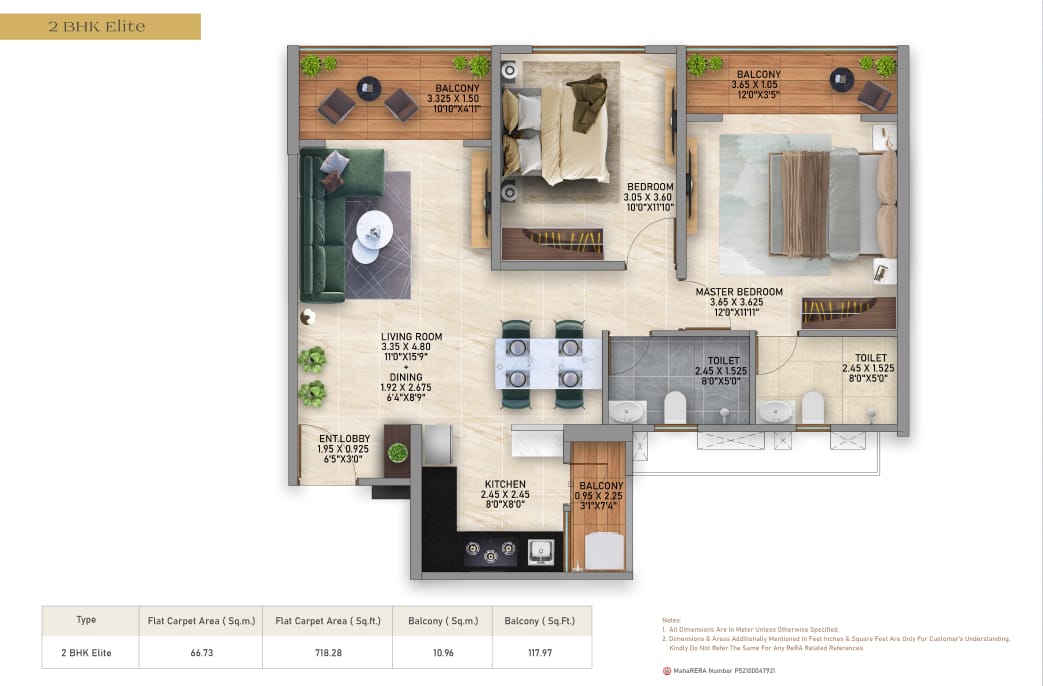 2 BHK Elite
BALCONY
3.325 X 1.50
10'10"X4'11"
BALCONY
3.65 X 1.05
12'0"X3'5"
BEDROOM
3.05 X 3.60
10'0"X11'10"
MASTER BEDROOM
3.65 X 3.625
12'0"X11'11"
LIVING ROOM
3.35 X 4.80
11'0"X15'9"
+
DINING
1.92 X 2.675
6'4"X8'9"
TOILET
2.45 X 1.525
8'0"X5'0"
TOILET
2.45 X 1.525
8'0"X5'0"
ENT.LOBBY
1.95 X 0.925
6'5"X3'0"
KITCHEN
2.45 X 2.45
8'0"X8'0"
BALCONY
0.95 X 2.25
3'1"X7'4"
Type Flat Carpet Area ( Sq.m.) Flat Carpet Area ( Sq.ft.) Balcony ( Sq.m.) Balcony ( Sq.Ft.)
2 BHK Elite 66.73 718.28 10.96 117.97
Notes:
1. All Dimensions Are In Meter Unless Otherwise Specified.
2. Dimensions & Areas Additionally Mentioned In Feet Inches & Square Feet Are Only For Customer's Understanding,
Kindly Do Not Refer The Same For Any ReRA Related References.
MahaRERA Number P52100047921